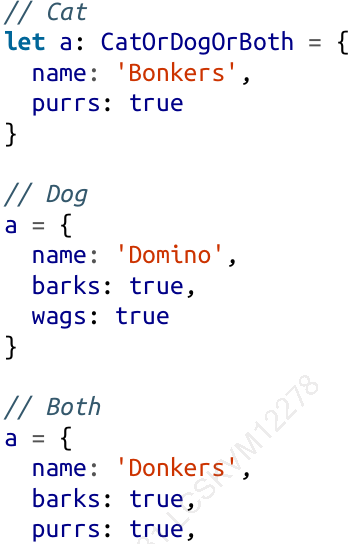 // Cat
let a: CatOrDogOrBoth = {
  name: 'Bonkers',
  purrs: true
}

// Dog
a = {
  name: 'Domino',
  barks: true,
  wags: true
}

// Both
a = {
  name: 'Donkers',
  barks: true,
  purrs: true,